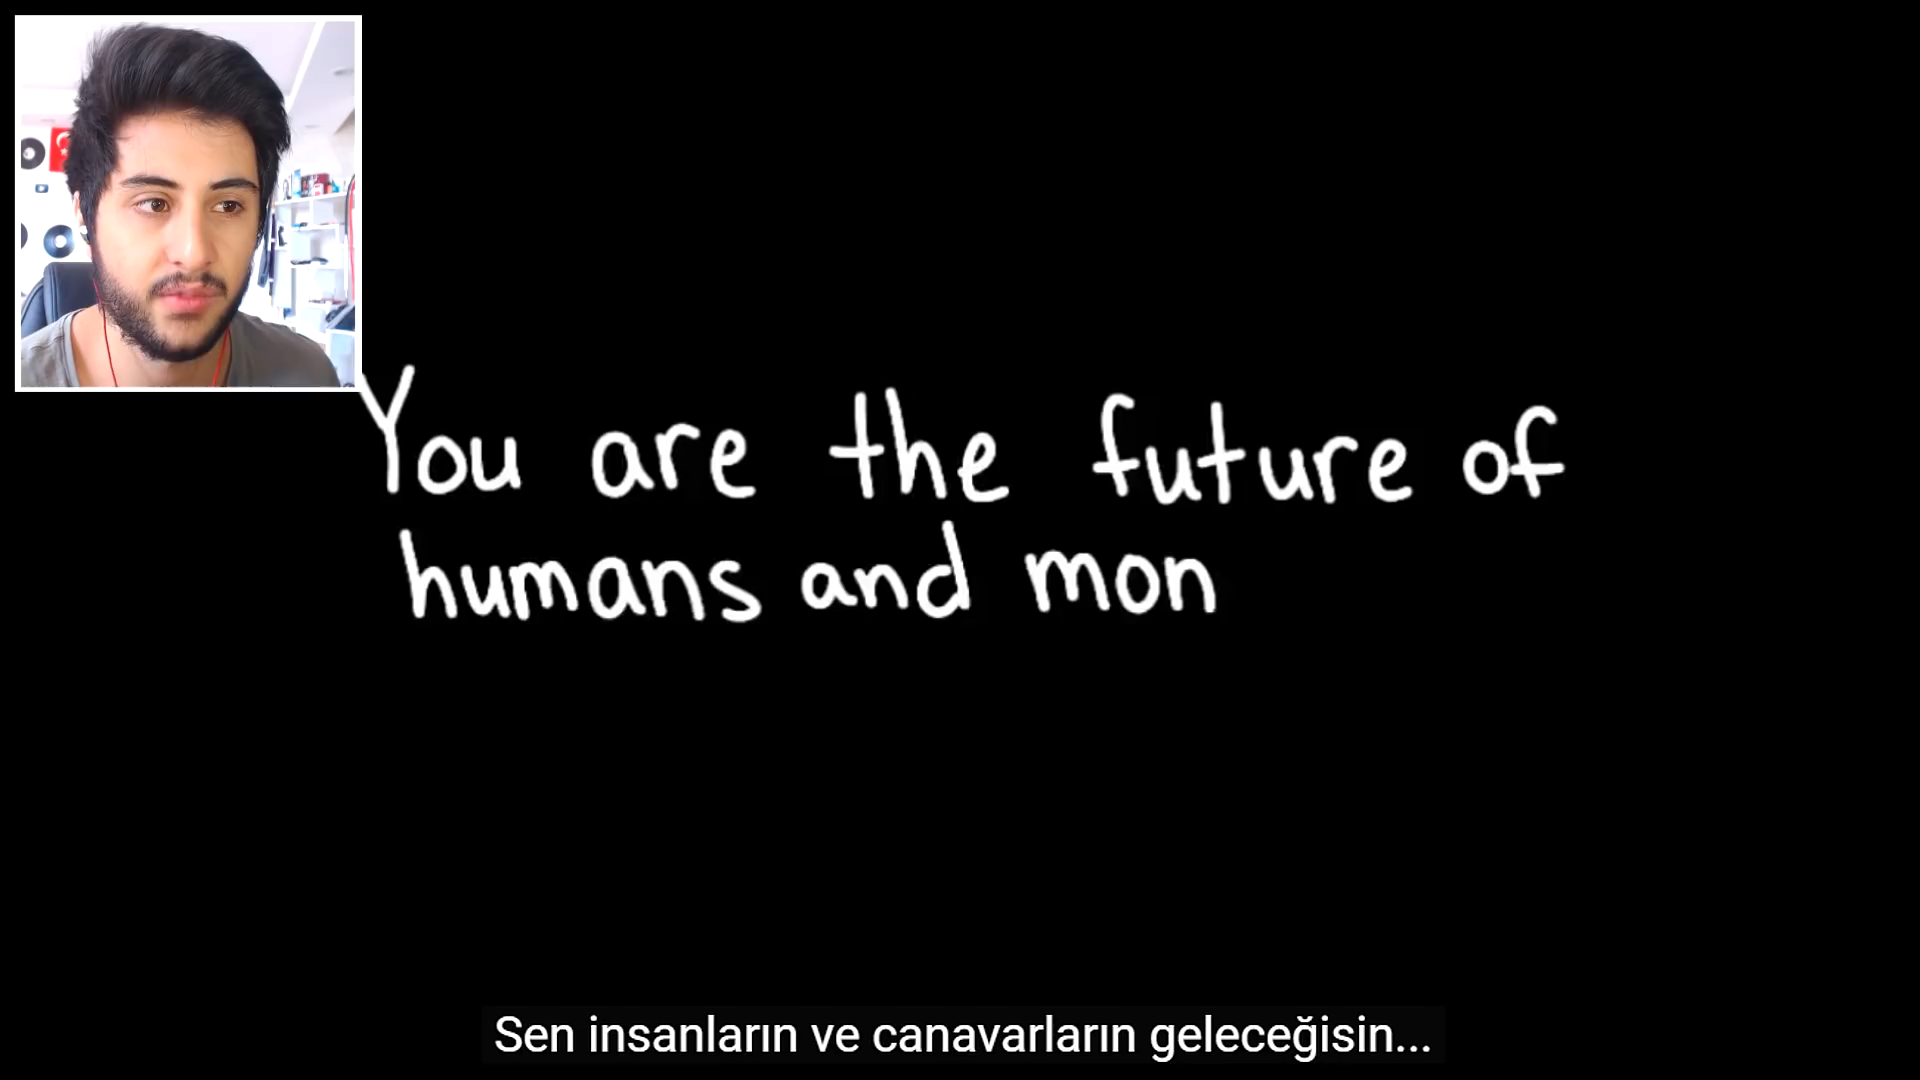 You are the future of
humans and mon
Sen insanların ve canavarların geleceğisin...